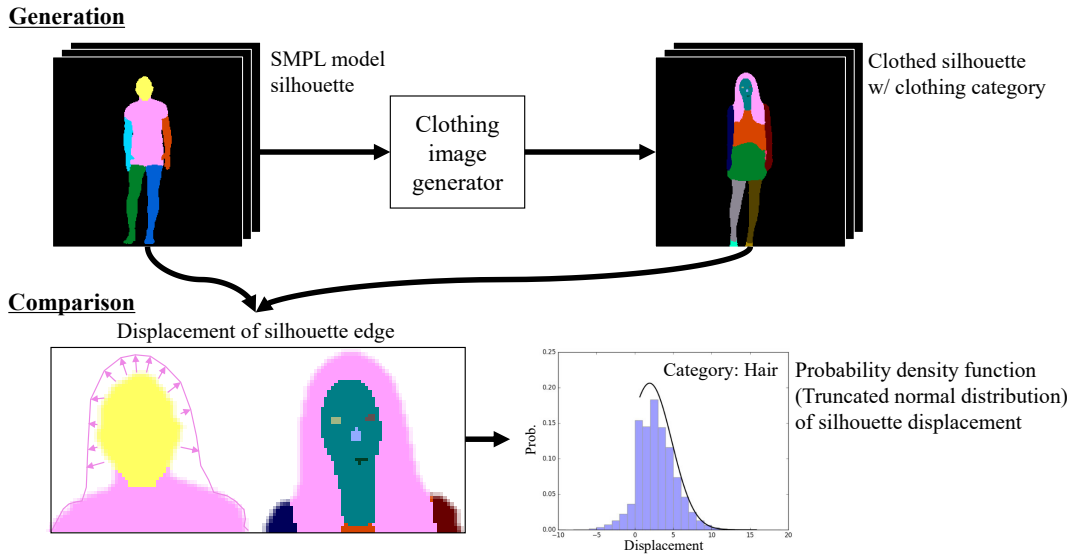 Generation
SMPL model
silhouette
Clothing
image
generator
Clothed silhouette
w/ clothing category
Comparison
Displacement of silhouette edge
0.25
0.20
0.15
0.10
0.05
0.00
Prob.
Category: Hair
-10
-5
0
5
10
15
20
Displacement
Probability density function
(Truncated normal distribution)
of silhouette displacement